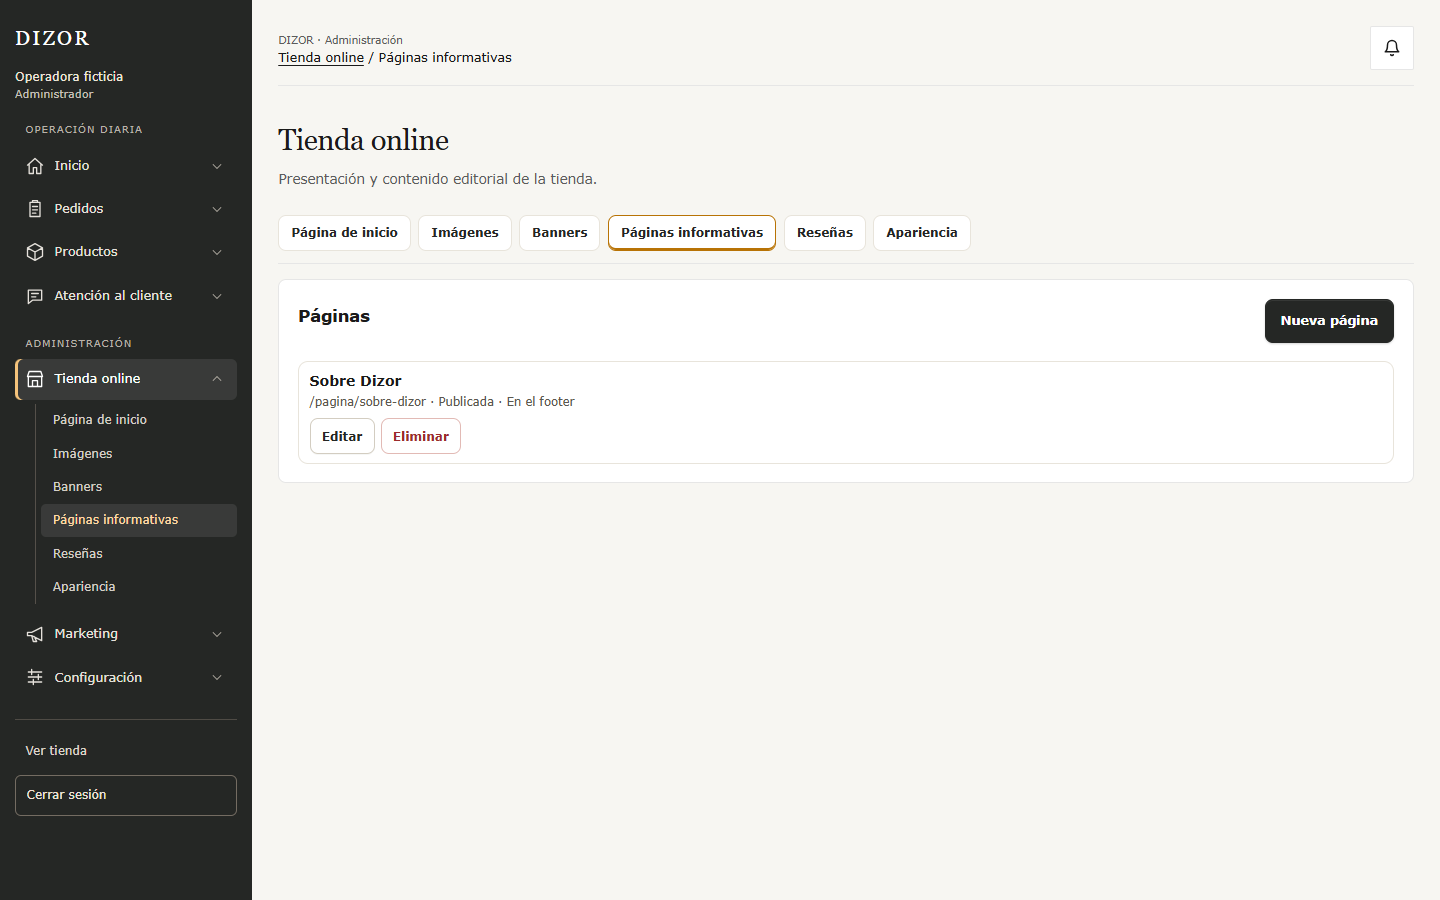 DIZOR
Operadora ficticia
Administrador
OPERACIÓN DIARIA
Inicio
Pedidos
Productos
Atención al cliente
ADMINISTRACIÓN
Tienda online
Página de inicio
Imágenes
Banners
Páginas informativas
Reseñas
Apariencia
Marketing
Configuración
Ver tienda
Cerrar sesión
DIZOR · Administración
Tienda online / Páginas informativas
Tienda online
Presentación y contenido editorial de la tienda.
Página de inicio Imágenes Banners Páginas informativas Reseñas Apariencia
Páginas
Nueva página
Sobre Dizor
/pagina/sobre-dizor · Publicada · En el footer
Editar Eliminar